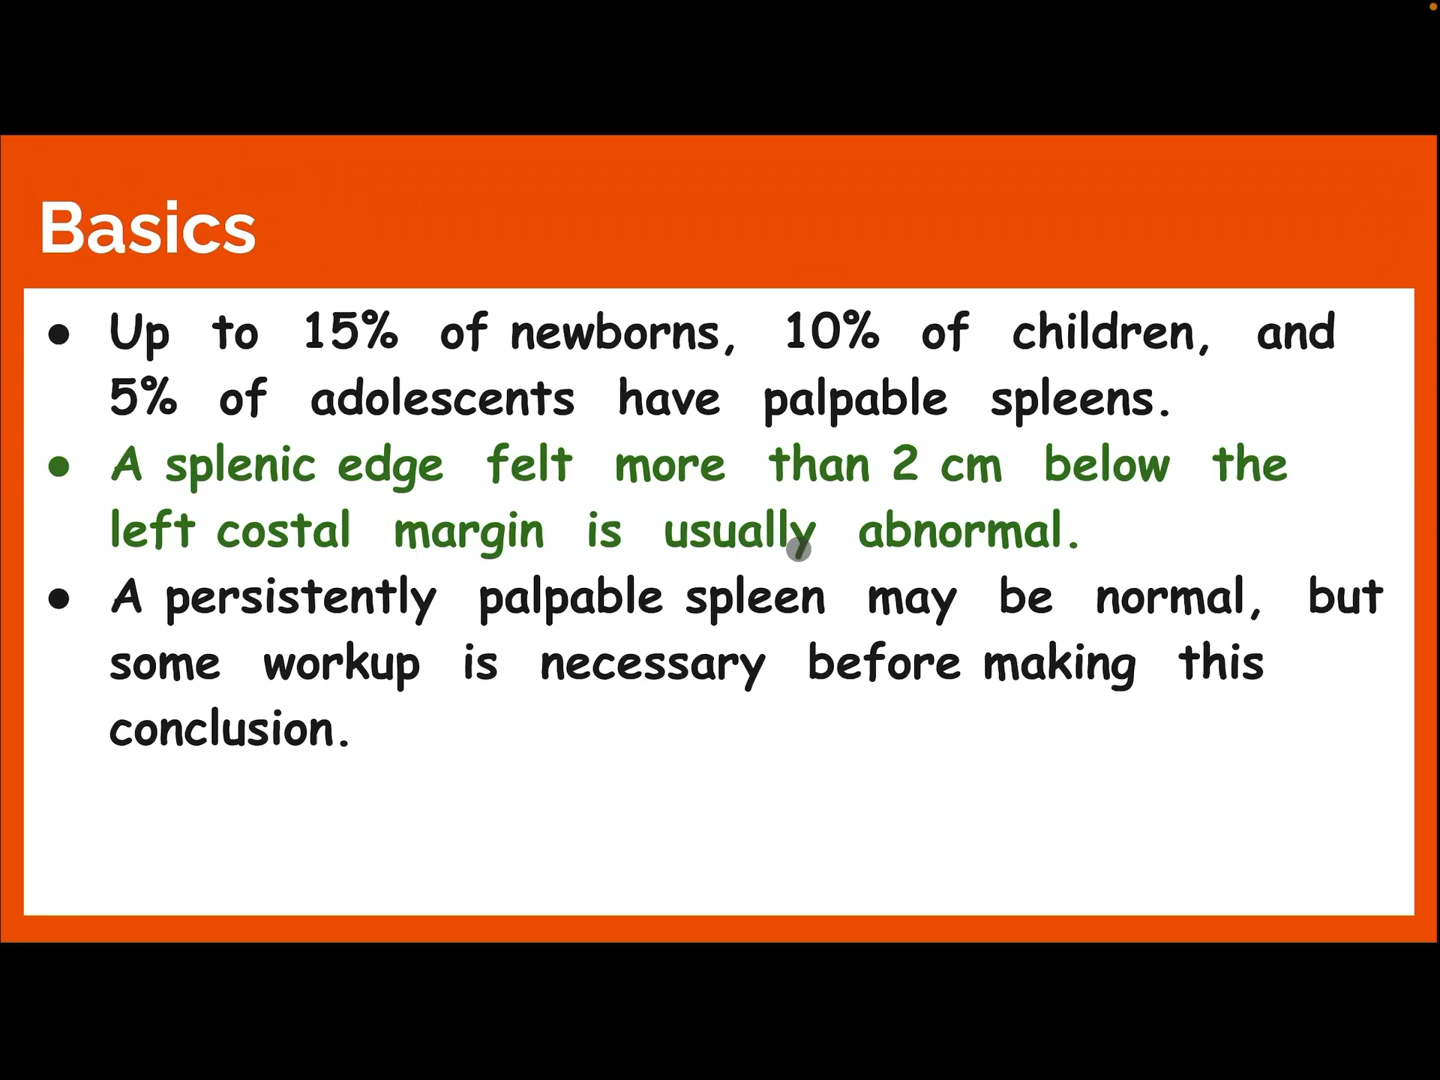 Basics
● Up to 15% of newborns, 10% of children, and
5% of adolescents have palpable spleens.
● A splenic edge felt more than 2 cm below the
left costal margin is usually abnormal.
● A persistently palpable spleen may be normal, but
some workup is necessary before making this
conclusion.